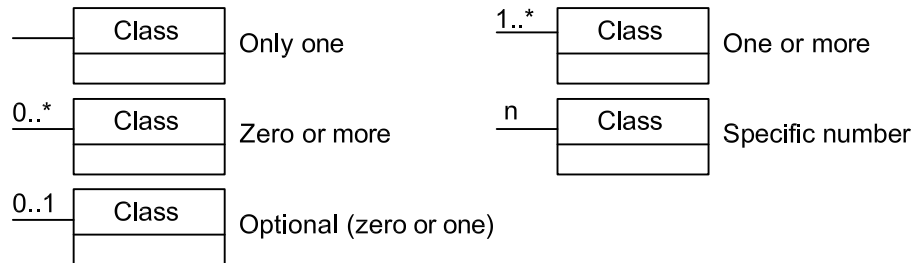 Class
Only one
1..*
Class
One or more
0..*
Class
Zero or more
n
Class
Specific number
0..1
Class
Optional (zero or one)